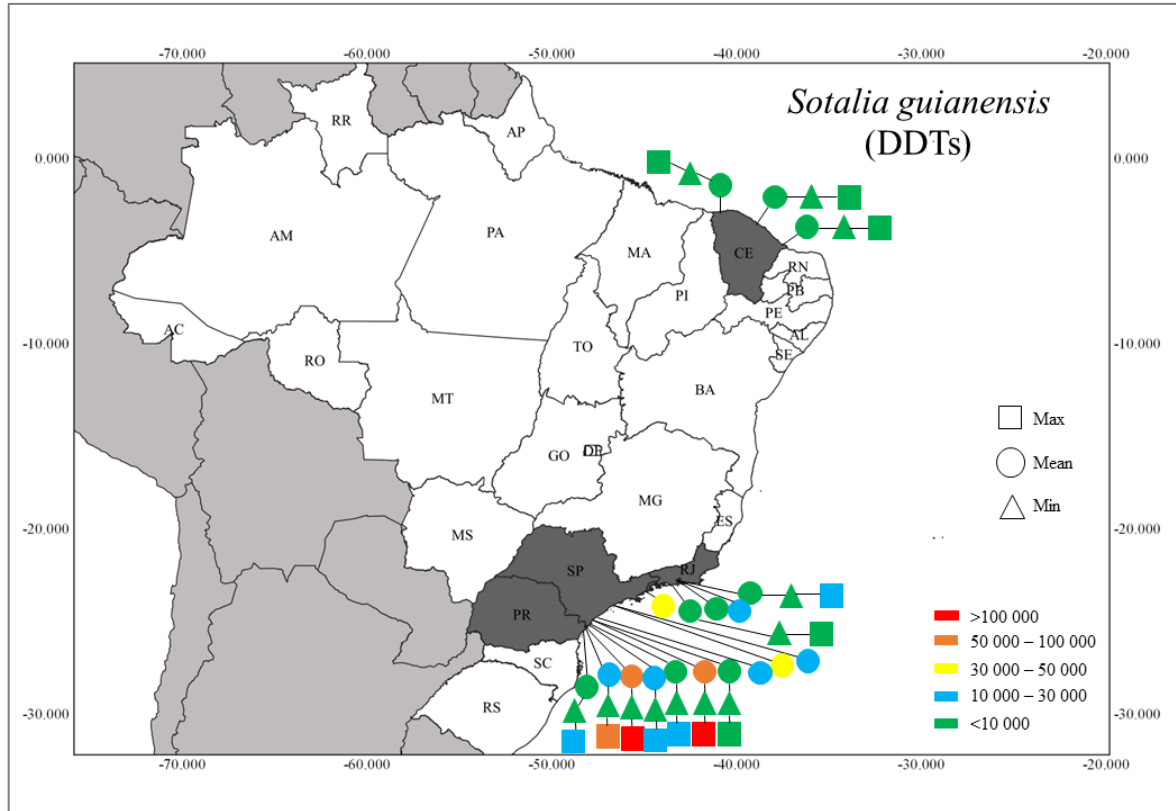 -70.000 -60.000 -50.000 -40.000 -30.000 -20.000
Sotalia guianensis
(DDTs)
RR
AP
0.000 0.000
AM
PA
MA
CE
RN
PI
PB
PE
AC
AL
-10.000 -10.000
RO
TO
SE
MT
BA
Max
GO
DF
Mean
MG
Min
ES
-20.000 -20.000
MS
SP
RJ
PR
>100 000
50 000 – 100 000
SC
30 000 – 50 000
10 000 – 30 000
RS
<10 000
-30.000 -30.000
-70.000 -60.000 -50.000 -40.000 -30.000 -20.000